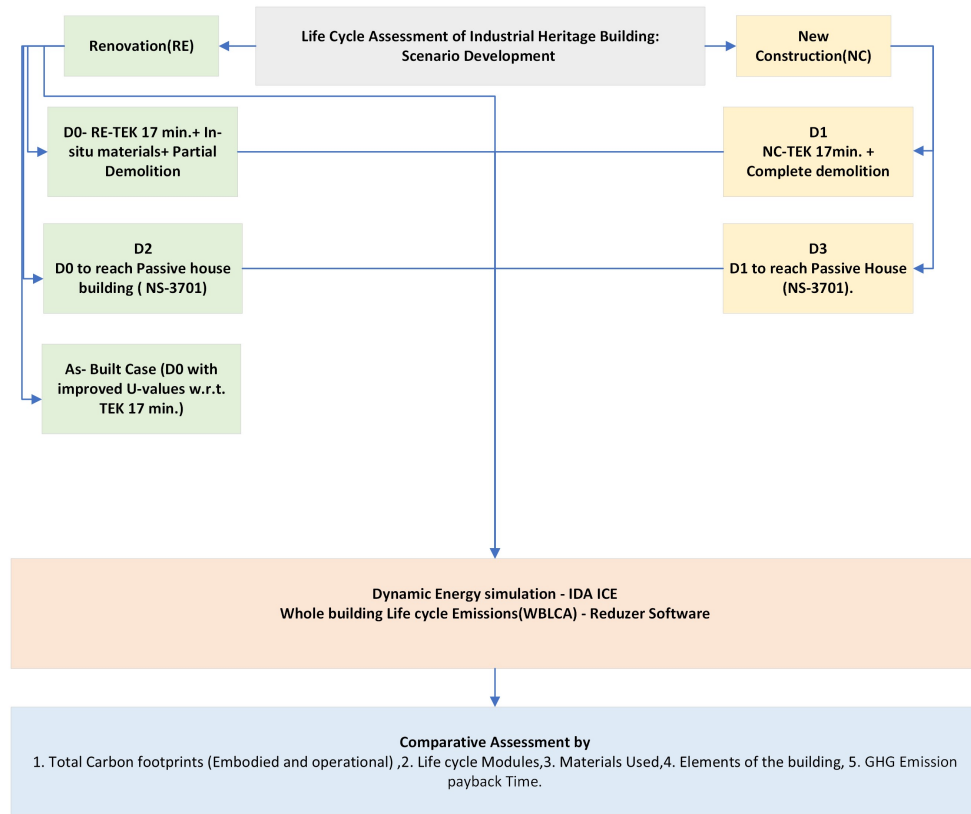 Renovation(RE)
Life Cycle Assessment of Industrial Heritage Building:
Scenario Development
New
Construction(NC)
D0- RE-TEK 17 min.+ In-
situ materials+ Partial
Demolition
D1
NC-TEK 17min. +
Complete demolition
D2
D0 to reach Passive house
building ( NS-3701)
D3
D1 to reach Passive House
(NS-3701).
As- Built Case (D0 with
improved U-values w.r.t.
TEK 17 min.)
Dynamic Energy simulation - IDA ICE
Whole building Life cycle Emissions(WBLCA) - Reduzer Software
Comparative Assessment by
1. Total Carbon footprints (Embodied and operational) ,2. Life cycle Modules,3. Materials Used,4. Elements of the building, 5. GHG Emission
payback Time.